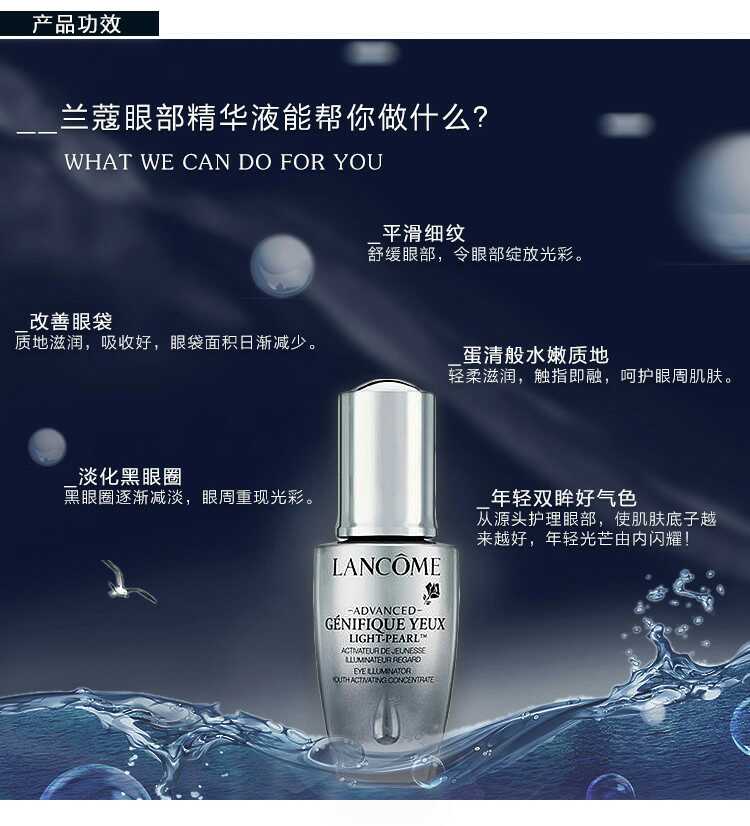 产品功效
__兰蔻眼部精华液能帮你做什么?
WHAT WE CAN DO FOR YOU
_平滑细纹
舒缓眼部，令眼部绽放光彩。
_改善眼袋
质地滋润，吸收好，眼袋面积日渐减少。
_蛋清般水嫩质地
轻柔滋润，触指即融，呵护眼周肌肤。
_淡化黑眼圈
黑眼圈逐渐减淡，眼周重现光彩。
_年轻双眸好气色
从源头护理眼部，使肌肤底子越
来越好，年轻光芒由内闪耀！
LANCÔME
-ADVANCED-
GÉNIFIQUE YEUX
LIGHT-PEARL™
ACTIVATEUR DE JEUNESSE
ILLUMINATEUR REGARD
EYE ILLUMINATOR
YOUTH ACTIVATING CONCENTRATE